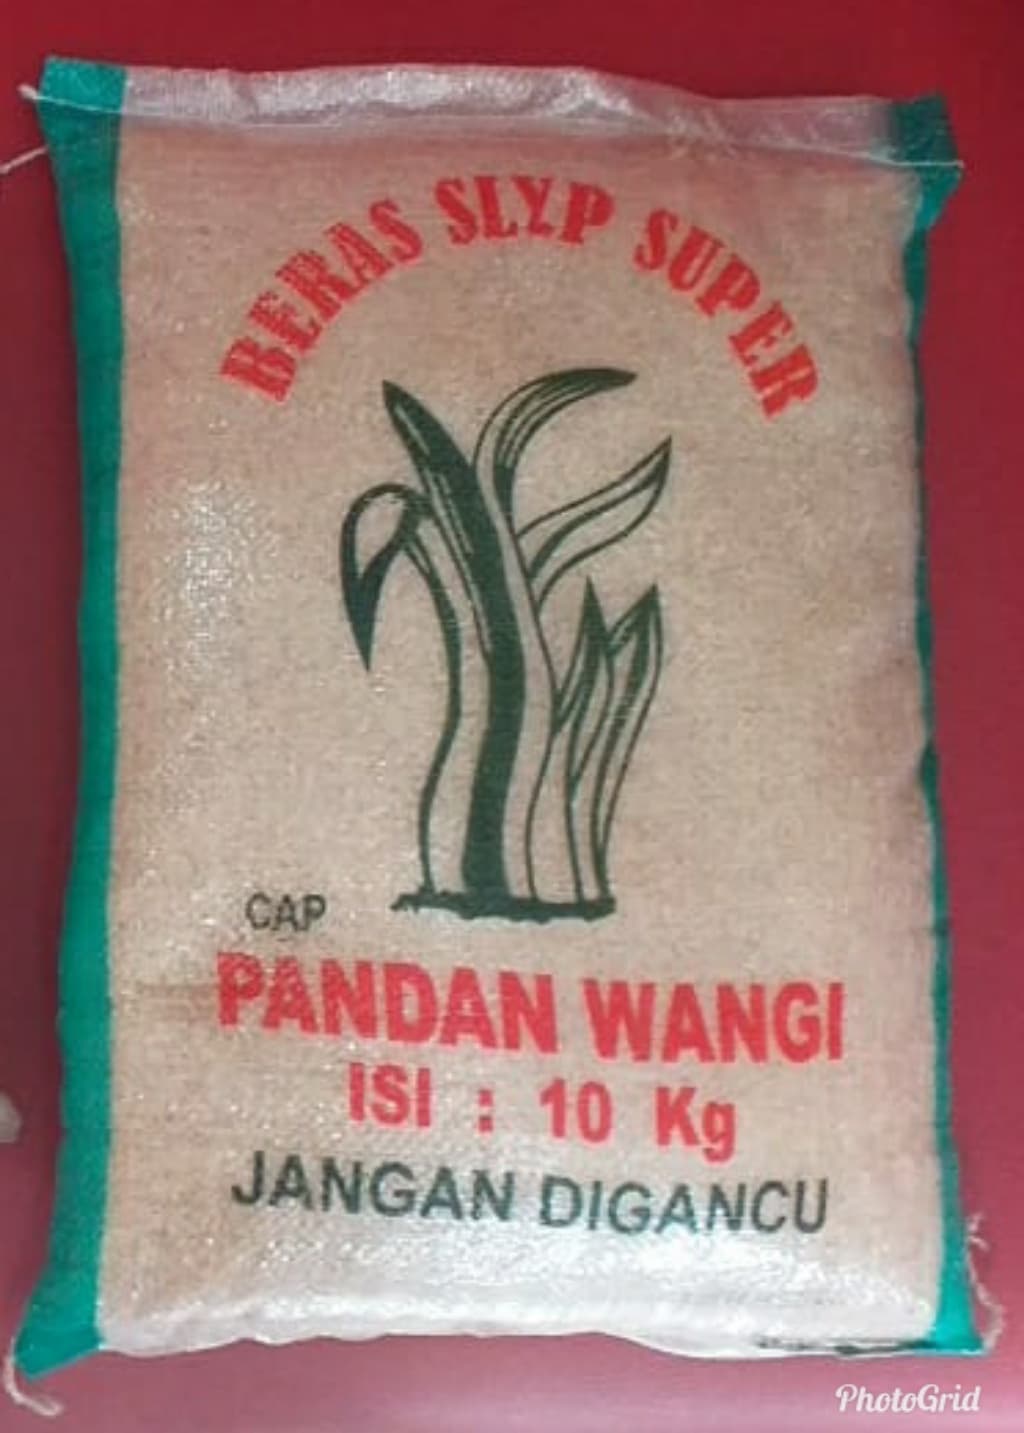 BERAS SLYP SUPER
CAP
PANDAN WANGI
ISI : 10 Kg
JANGAN DIGANCU
PhotoGrid